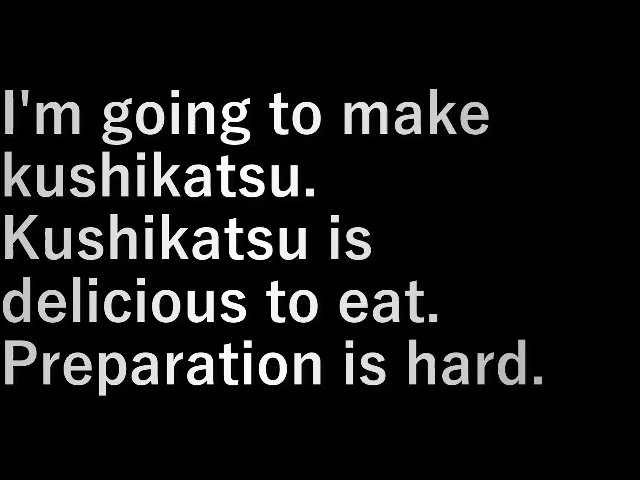 I'm going to make
kushikatsu.
Kushikatsu is
delicious to eat.
Preparation is hard.